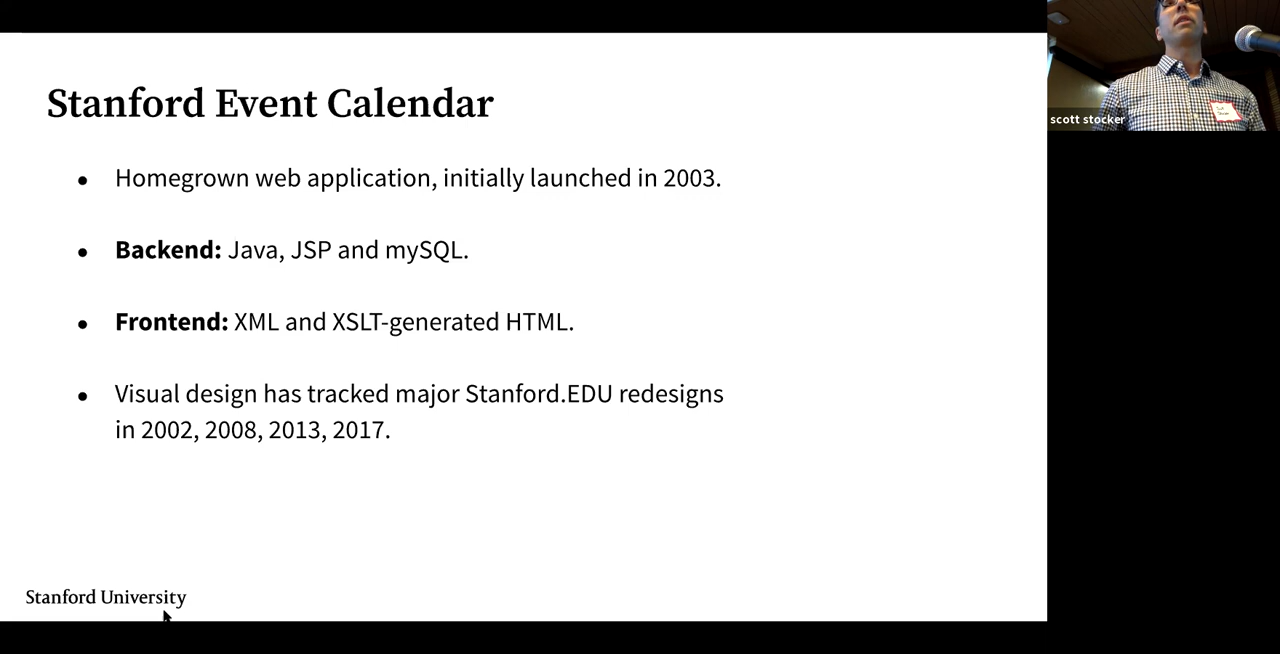 Stanford Event Calendar
Homegrown web application, initially launched in 2003.
Backend: Java, JSP and mySQL.
Frontend: XML and XSLT-generated HTML.
Visual design has tracked major Stanford.EDU redesigns
in 2002, 2008, 2013, 2017.
Stanford University
scott stocker